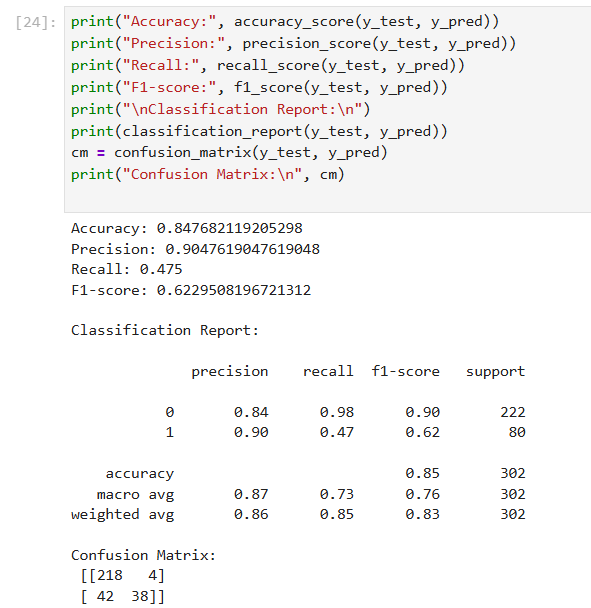 [24]: print("Accuracy:", accuracy_score(y_test, y_pred))
print("Precision:", precision_score(y_test, y_pred))
print("Recall:", recall_score(y_test, y_pred))
print("F1-score:", f1_score(y_test, y_pred))
print("\nClassification Report:\n")
print(classification_report(y_test, y_pred))
cm = confusion_matrix(y_test, y_pred)
print("Confusion Matrix:\n", cm)
Accuracy: 0.847682119205298
Precision: 0.9047619047619048
Recall: 0.475
F1-score: 0.6229508196721312
Classification Report:
precision recall f1-score support
0 0.84 0.98 0.90 222
1 0.90 0.47 0.62 80
accuracy 0.85 302
macro avg 0.87 0.73 0.76 302
weighted avg 0.86 0.85 0.83 302
Confusion Matrix:
[[218 4]
[ 42 38]]